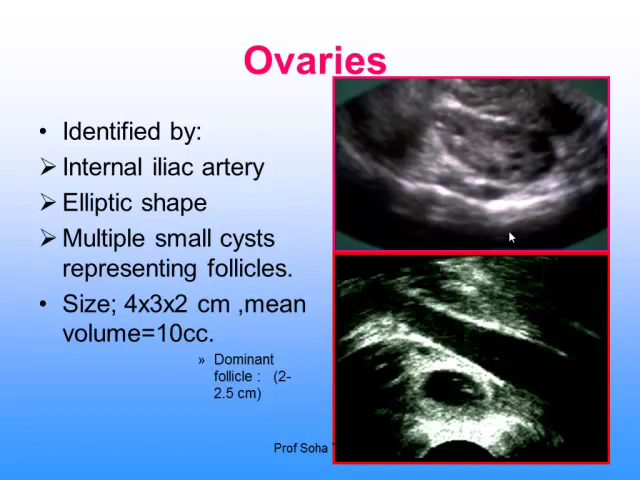 Ovaries
• Identified by:
➢ Internal iliac artery
➢ Elliptic shape
➢ Multiple small cysts
representing follicles.
• Size; 4x3x2 cm ,mean
volume=10cc.
» Dominant
follicle : (2-
2.5 cm)
Prof Soha